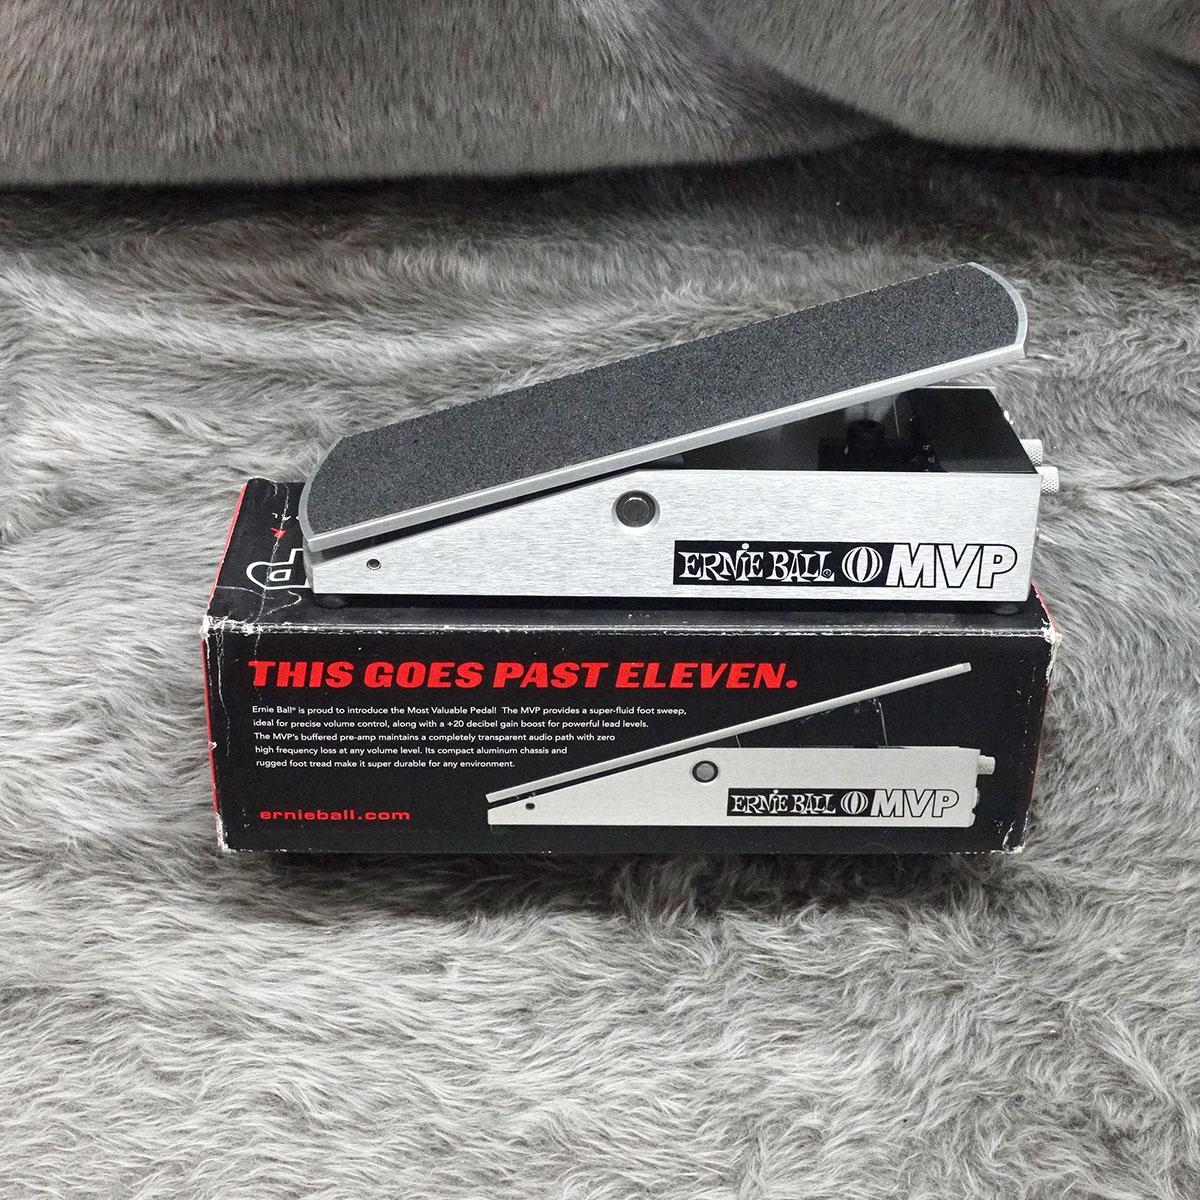 ERNIE BALL® MVP
P
THIS GOES PAST ELEVEN.
Ernie Ball® is proud to introduce the Most Valuable Pedal! The MVP provides a super-fluid foot sweep,
ideal for precise volume control, along with a +20 decibel gain boost for powerful lead levels.
The MVP's buffered pre-amp maintains a completely transparent audio path with zero
high frequency loss at any volume level. Its compact aluminum chassis and
rugged foot tread make it super durable for any environment.
ernieball.com
ERNIE BALL MVP